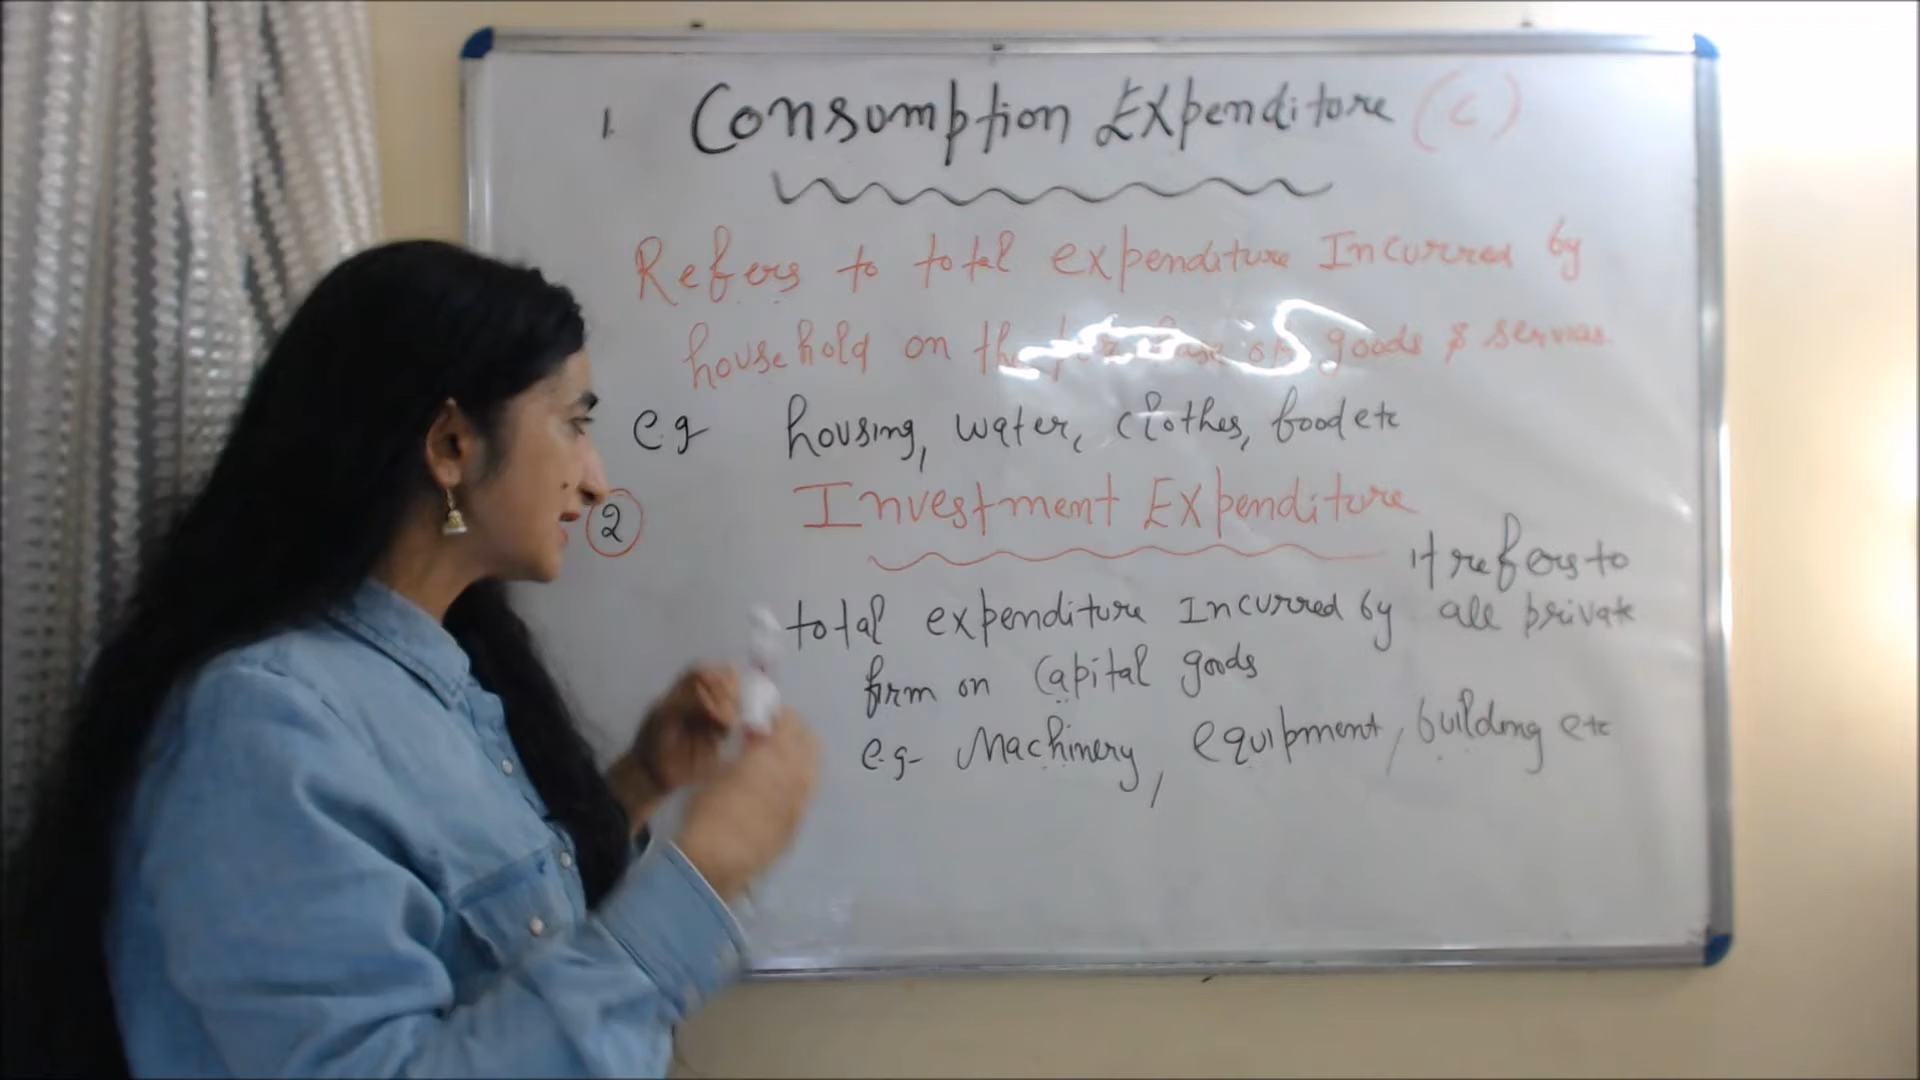 1. Consumption Expenditure (C)
Refers to total expenditure Incurred by
household on the purchase of goods & services
e.g housing, water, clothes, food etc
2 Investment Expenditure
It refers to
total expenditure Incurred by all private
firm on Capital goods
e.g- Machinery, equipment, building etc